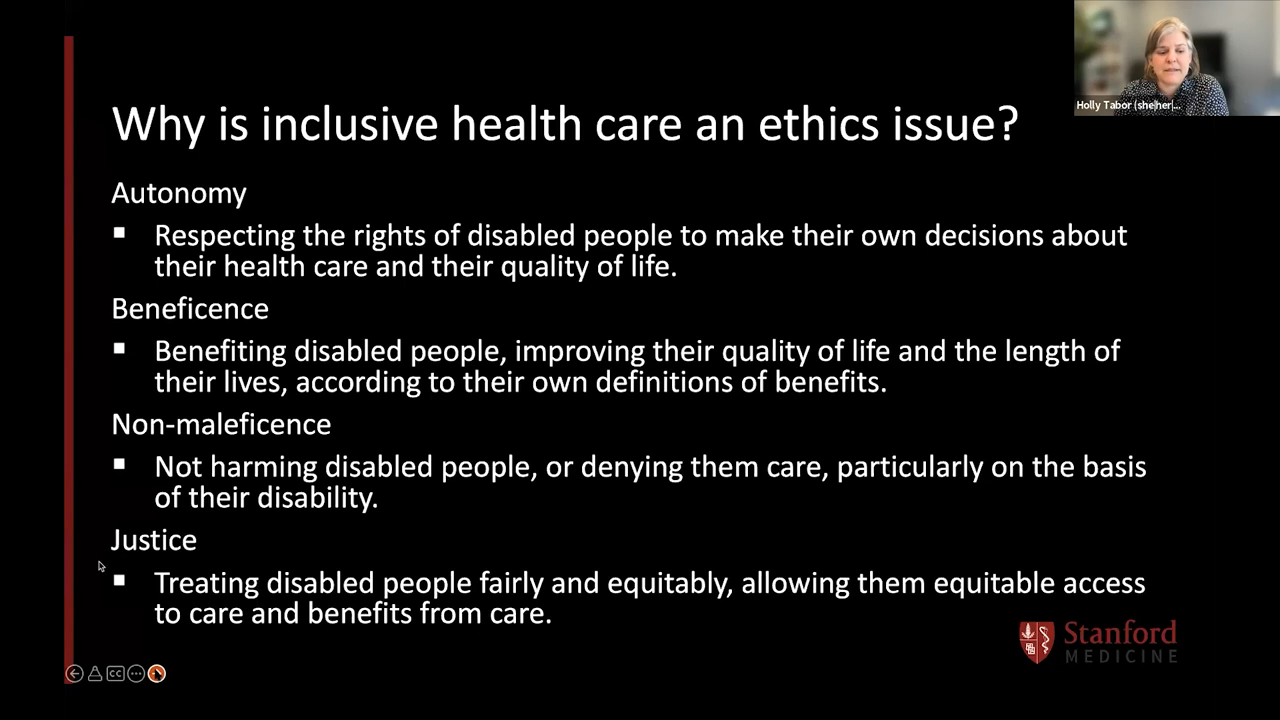 Holly Tabor (she|her|...
Why is inclusive health care an ethics issue?
Autonomy
Respecting the rights of disabled people to make their own decisions about
their health care and their quality of life.
Beneficence
Benefiting disabled people, improving their quality of life and the length of
their lives, according to their own definitions of benefits.
Non-maleficence
Not harming disabled people, or denying them care, particularly on the basis
of their disability.
Justice
Treating disabled people fairly and equitably, allowing them equitable access
to care and benefits from care.
Stanford
MEDICINE
CC